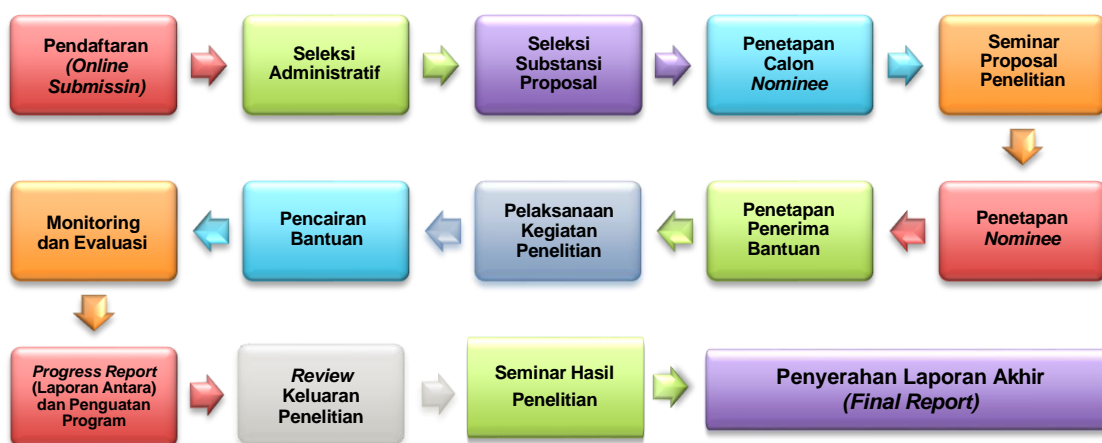 Pendaftaran
(Online
Submissin)
Seleksi
Administratif
Seleksi
Substansi
Proposal
Penetapan
Calon
Nominee
Seminar
Proposal
Penelitian
Penetapan
Nominee
Penetapan
Penerima
Bantuan
Pelaksanaan
Kegiatan
Penelitian
Pencairan
Bantuan
Monitoring
dan Evaluasi
Progress Report
(Laporan Antara)
dan Penguatan
Program
Review
Keluaran
Penelitian
Seminar Hasil
Penelitian
Penyerahan Laporan Akhir
(Final Report)